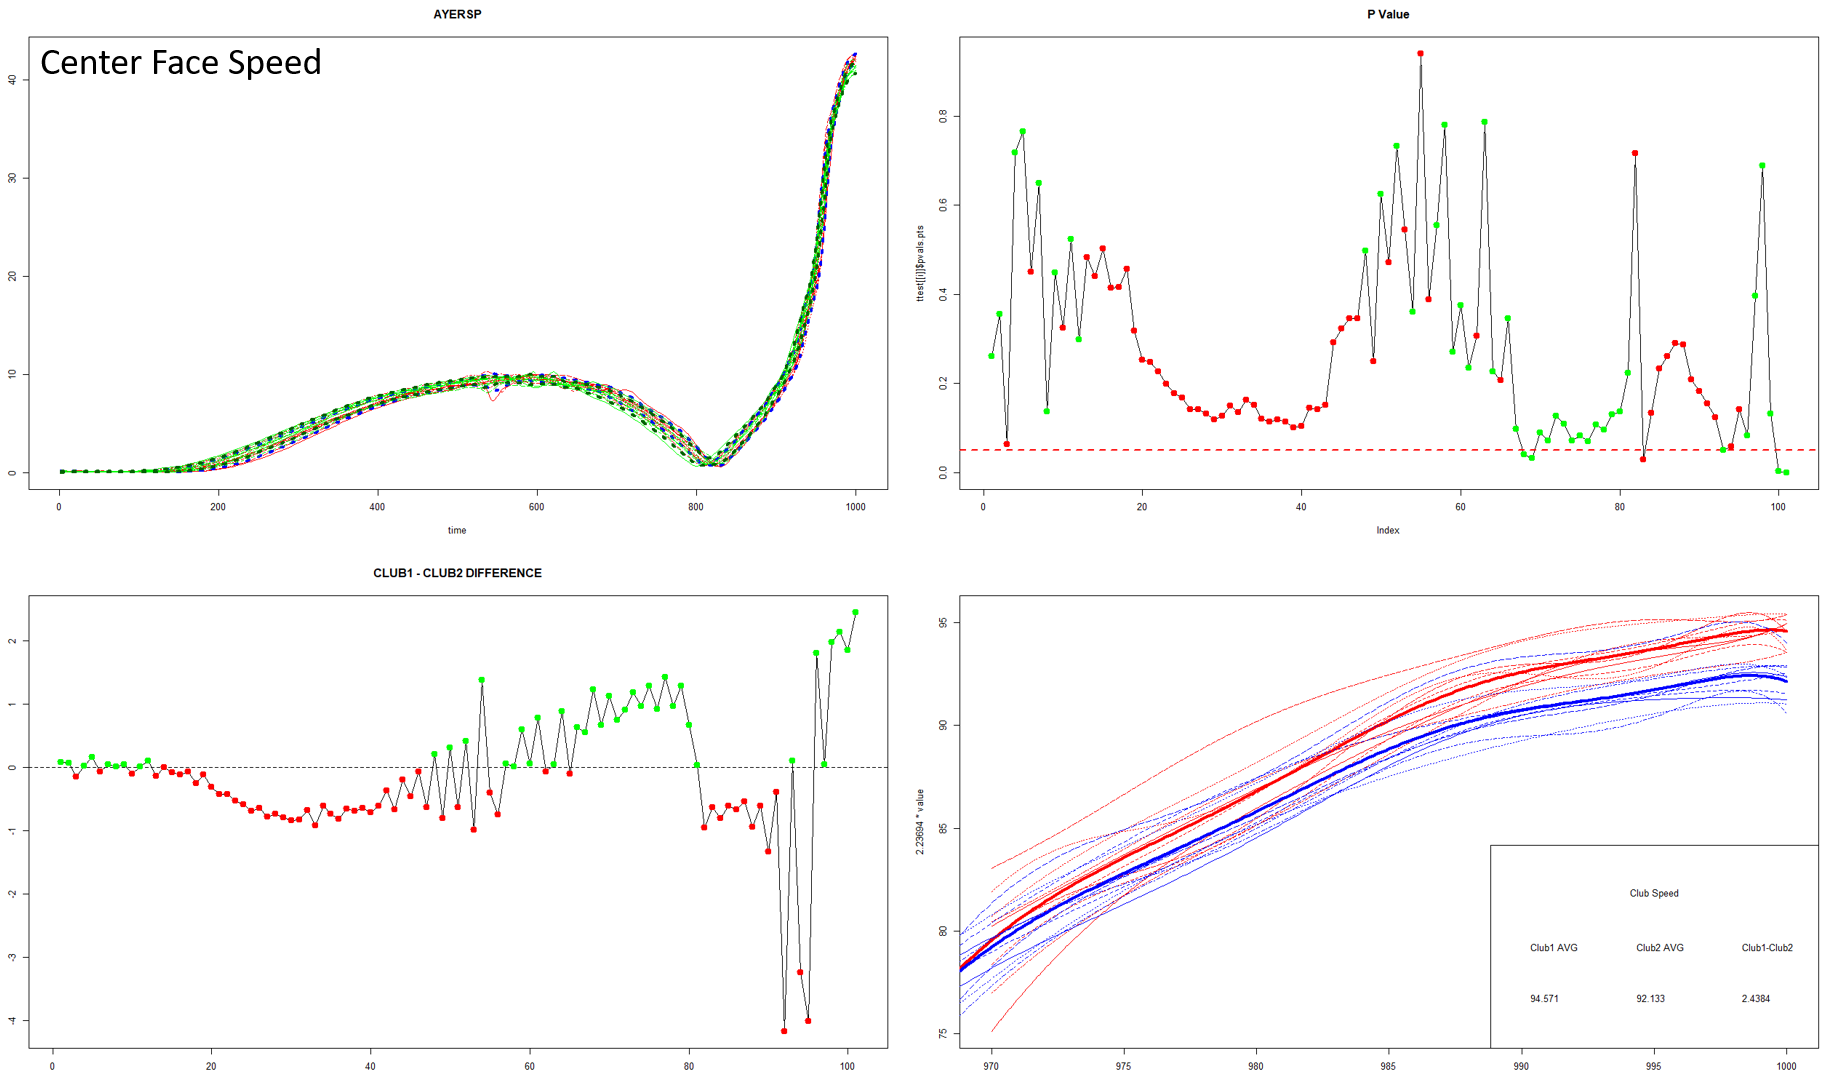 AYERSP
Center Face Speed
0 10 20 30 40
0 200 400 600 800 1000
time
P Value
ttest[[i]]$pvals.pts
0.0 0.2 0.4 0.6 0.8
0 20 40 60 80 100
Index
CLUB1 - CLUB2 DIFFERENCE
-4 -3 -2 -1 0 1 2
0 20 40 60 80 100
2.23694 * value
75 80 85 90 95
970 975 980 985 990 995 1000
Club Speed
Club1 AVG Club2 AVG Club1-Club2
94.571 92.133 2.4384